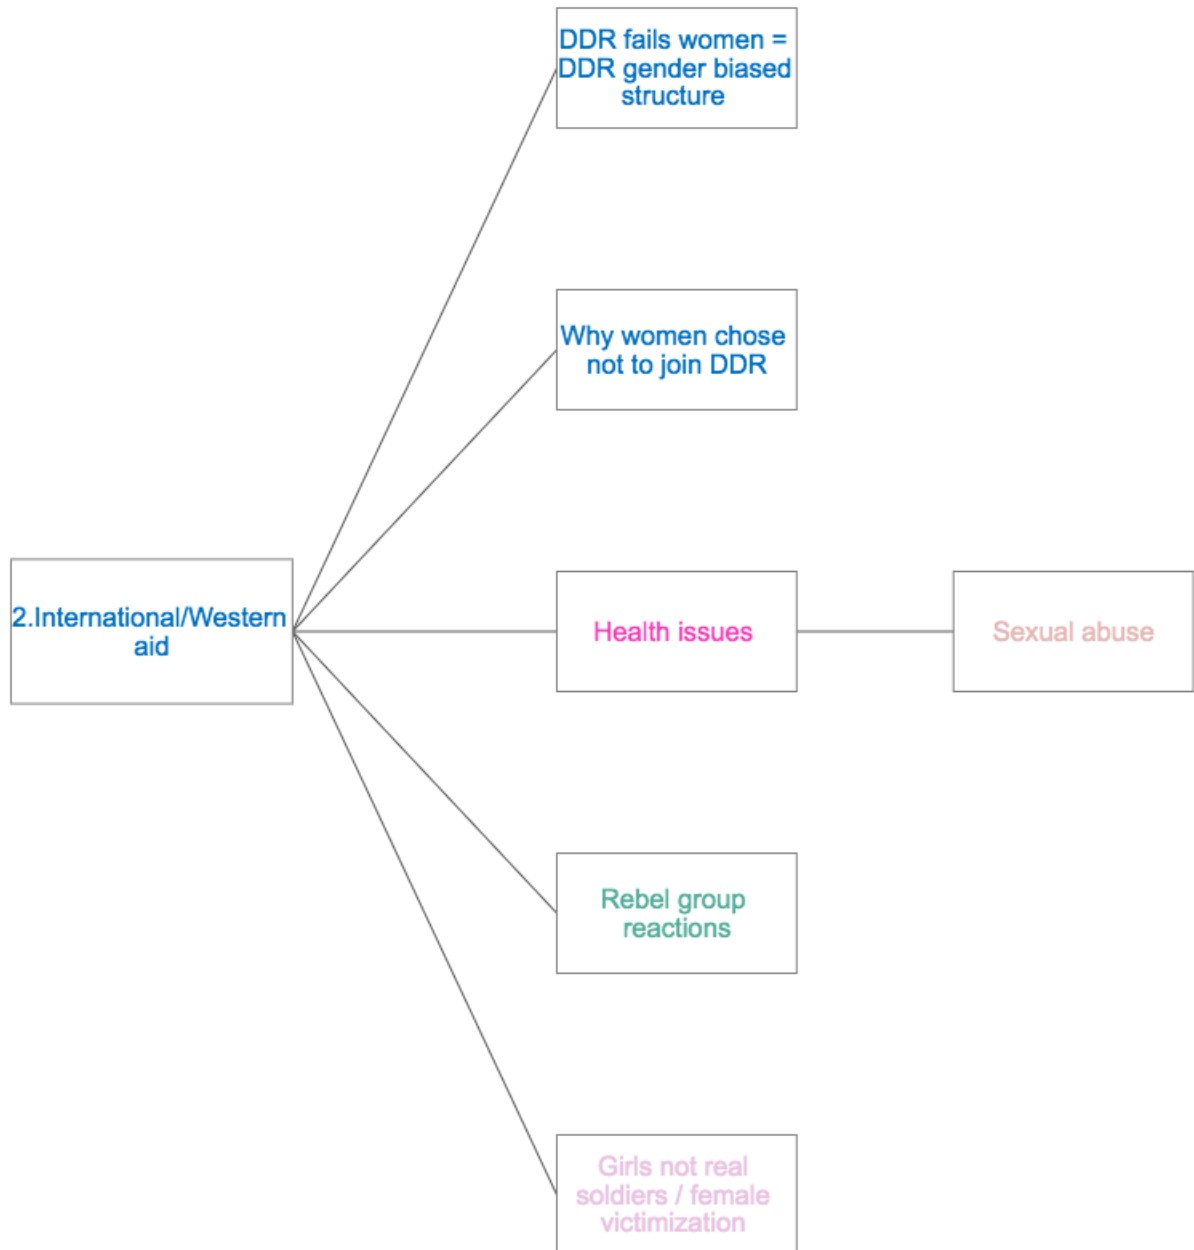 DDR fails women =
DDR gender biased
structure
Why women chose
not to join DDR
2.International/Western
aid
Health issues
Sexual abuse
Rebel group
reactions
Girls not real
soldiers / female
victimization